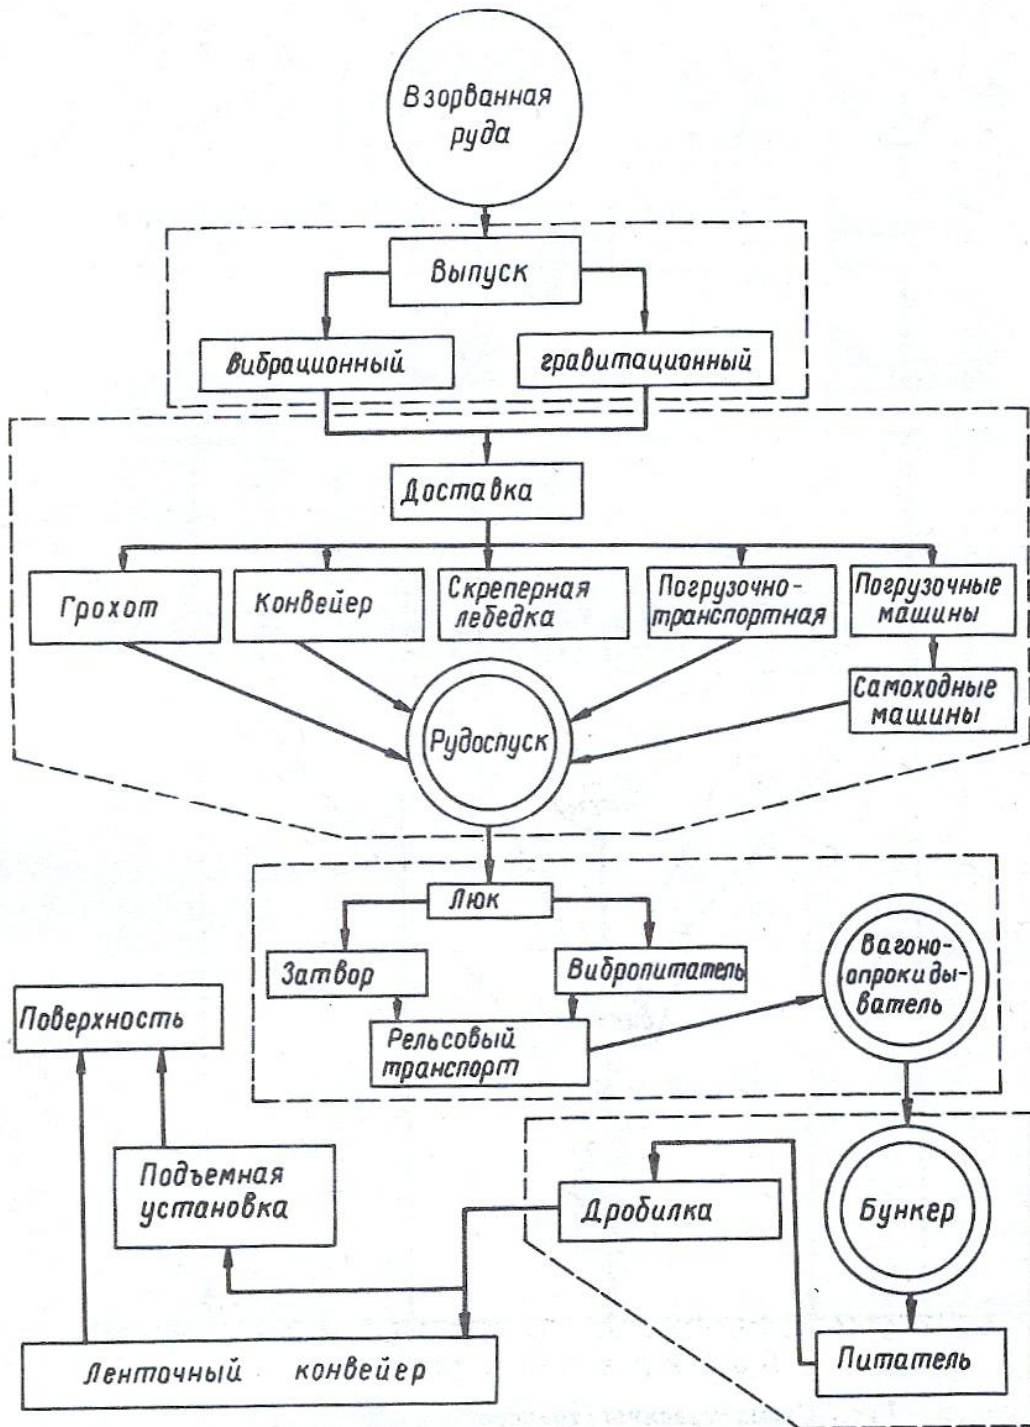 Взорванная
руда
Выпуск
Вибрационный
гравитационный
Доставка
Грохот
Конвейер
Скреперная
лебедка
Погрузочно-
транспортная
Погрузочные
машины
Самоходные
машины
Рудоспуск
Люк
Затвор
Вибропитатель
Рельсовый
транспорт
Вагоно-
опрокиды-
ватель
Поверхность
Подъемная
установка
Дробилка
Бункер
Ленточный конвейер
Питатель